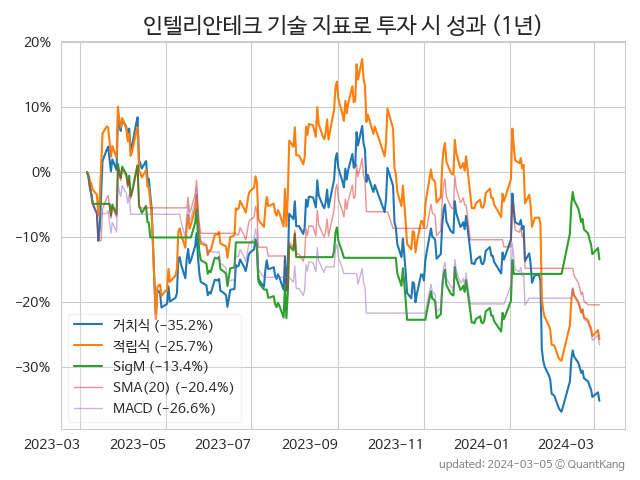 인텔리안테크 기술 지표로 투자 시 성과 (1년)
20%
10%
0%
−10%
−20%
−30%
거치식 (−35.2%)
적립식 (−25.7%)
SigM (−13.4%)
SMA(20) (−20.4%)
MACD (−26.6%)
2023−03 2023−05 2023−07 2023−09 2023−11 2024−01 2024−03
updated: 2024−03−05 ⓒ QuantKang